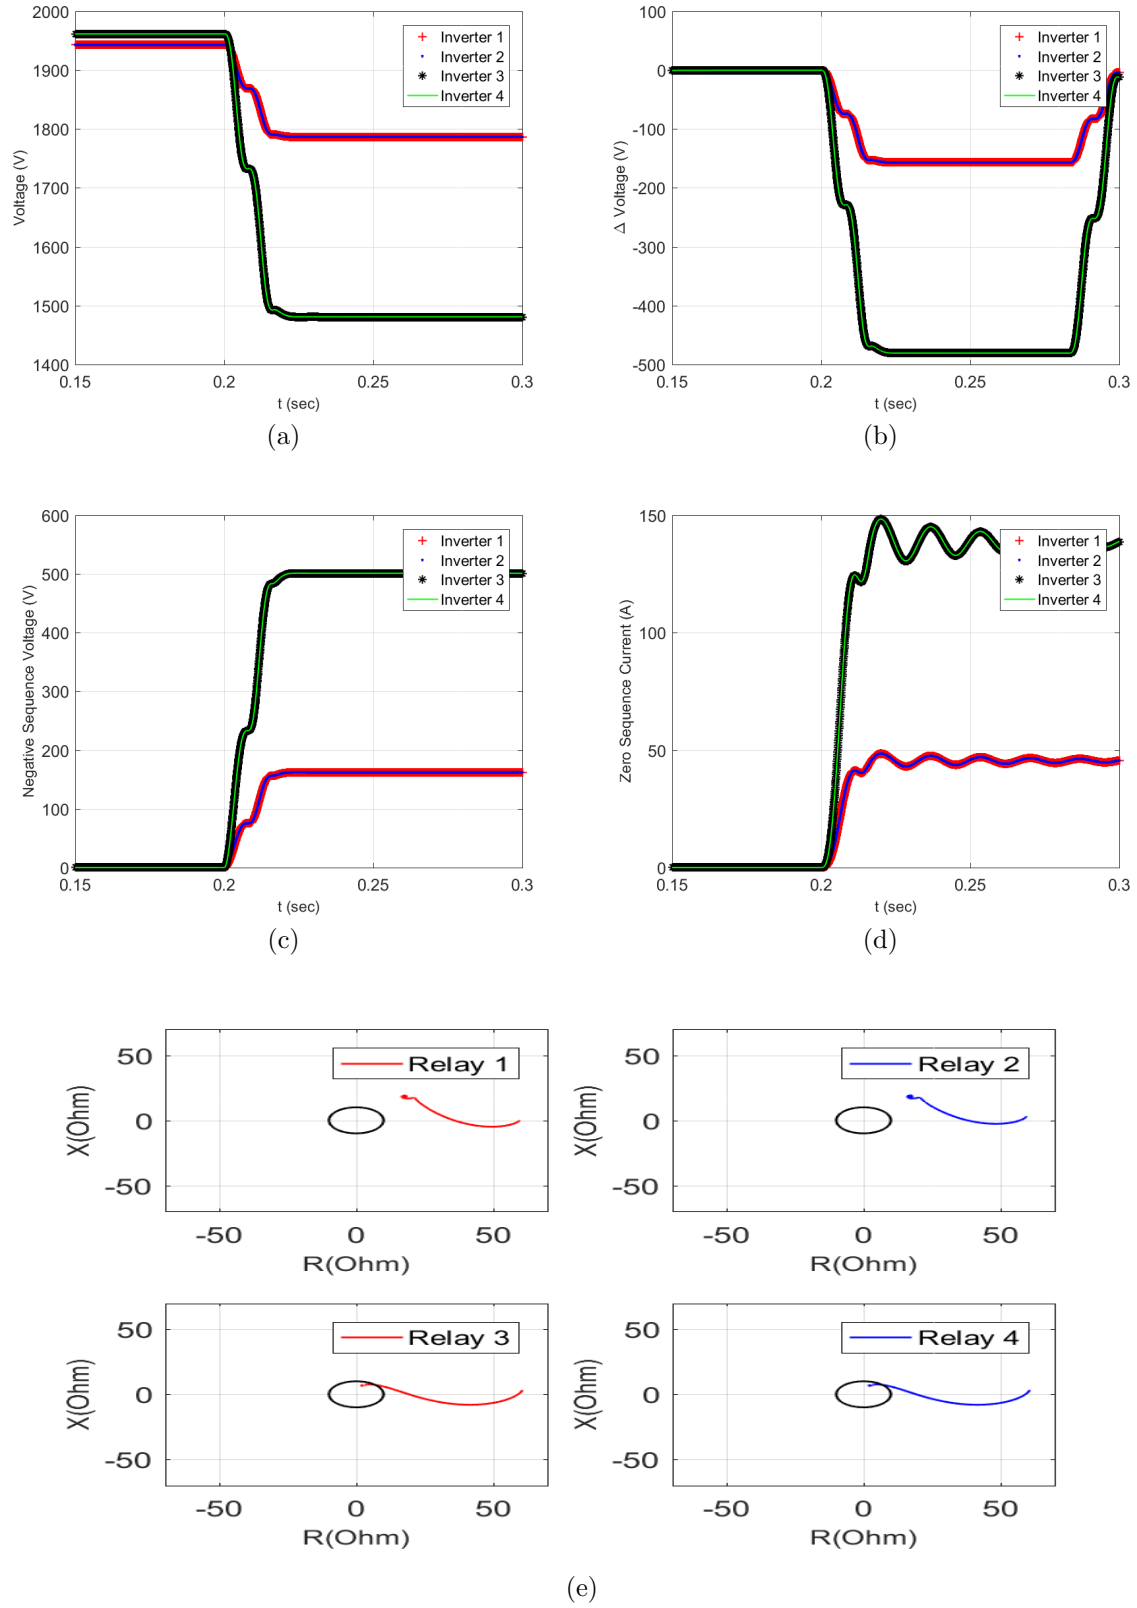 2000
1900
1800
1700
1600
1500
1400
Voltage (V)
0.15 0.2 0.25 0.3
t (sec)
Inverter 1
Inverter 2
Inverter 3
Inverter 4
(a)
100
0
-100
-200
-300
-400
-500
Δ Voltage (V)
0.15 0.2 0.25 0.3
t (sec)
Inverter 1
Inverter 2
Inverter 3
Inverter 4
(b)
600
500
400
300
200
100
0
Negative Sequence Voltage (V)
0.15 0.2 0.25 0.3
t (sec)
Inverter 1
Inverter 2
Inverter 3
Inverter 4
(c)
150
100
50
0
Zero Sequence Current (A)
0.15 0.2 0.25 0.3
t (sec)
Inverter 1
Inverter 2
Inverter 3
Inverter 4
(d)
50
0
-50
X(Ohm)
-50 0 50
R(Ohm)
Relay 1
50
0
-50
X(Ohm)
-50 0 50
R(Ohm)
Relay 2
50
0
-50
X(Ohm)
-50 0 50
R(Ohm)
Relay 3
50
0
-50
X(Ohm)
-50 0 50
R(Ohm)
Relay 4
(e)